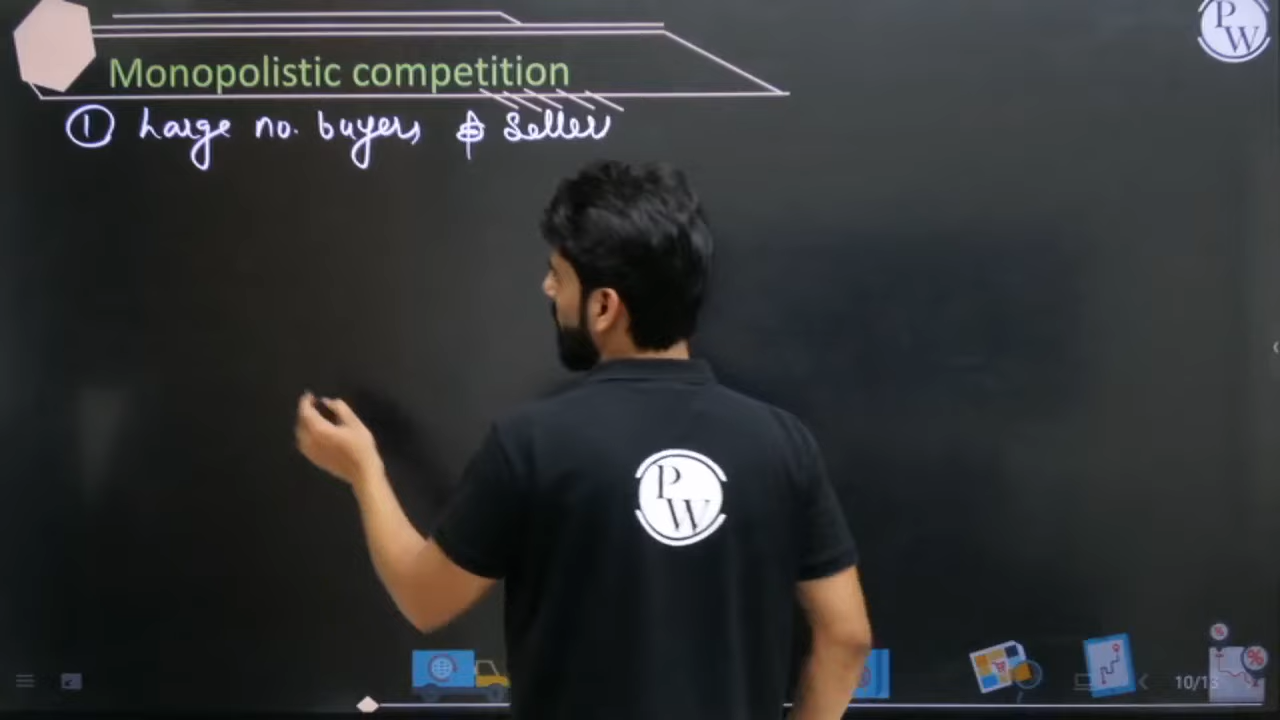 PW
Monopolistic competition
① Large no. buyers & Seller
PW
10/13